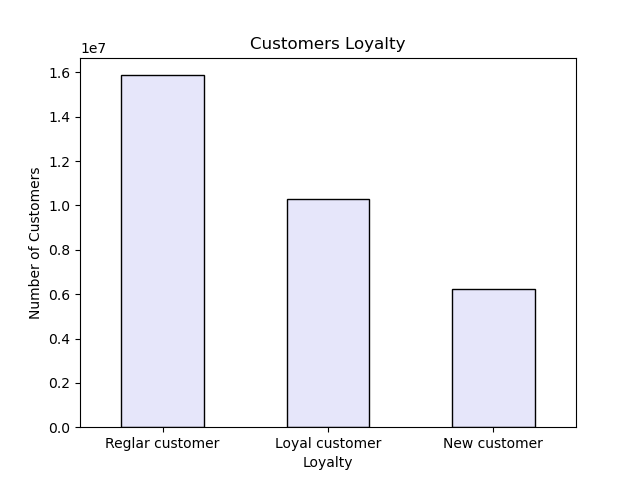 Customers Loyalty
1e7
1.6
1.4
1.2
1.0
0.8
0.6
0.4
0.2
0.0
Number of Customers
Reglar customer
Loyal customer
New customer
Loyalty